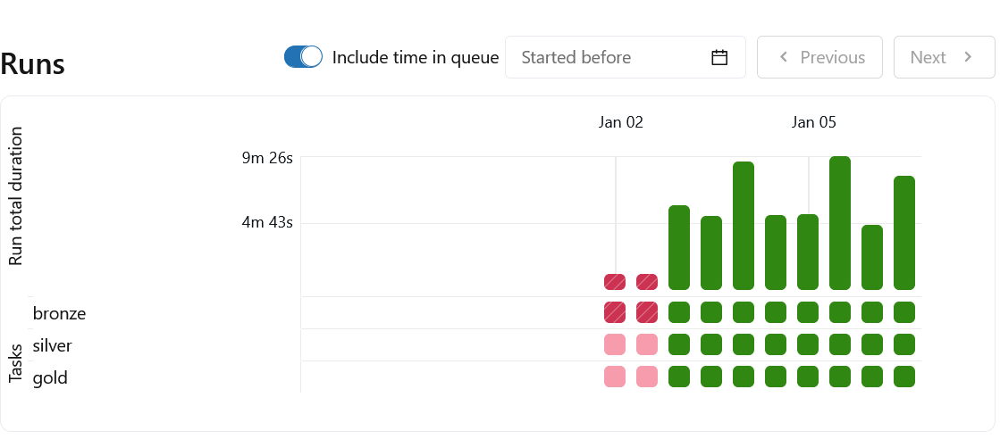 Runs
Include time in queue
Started before
Previous
Next
Run total duration
Jan 02
Jan 05
9m 26s
4m 43s
Tasks
bronze
silver
gold